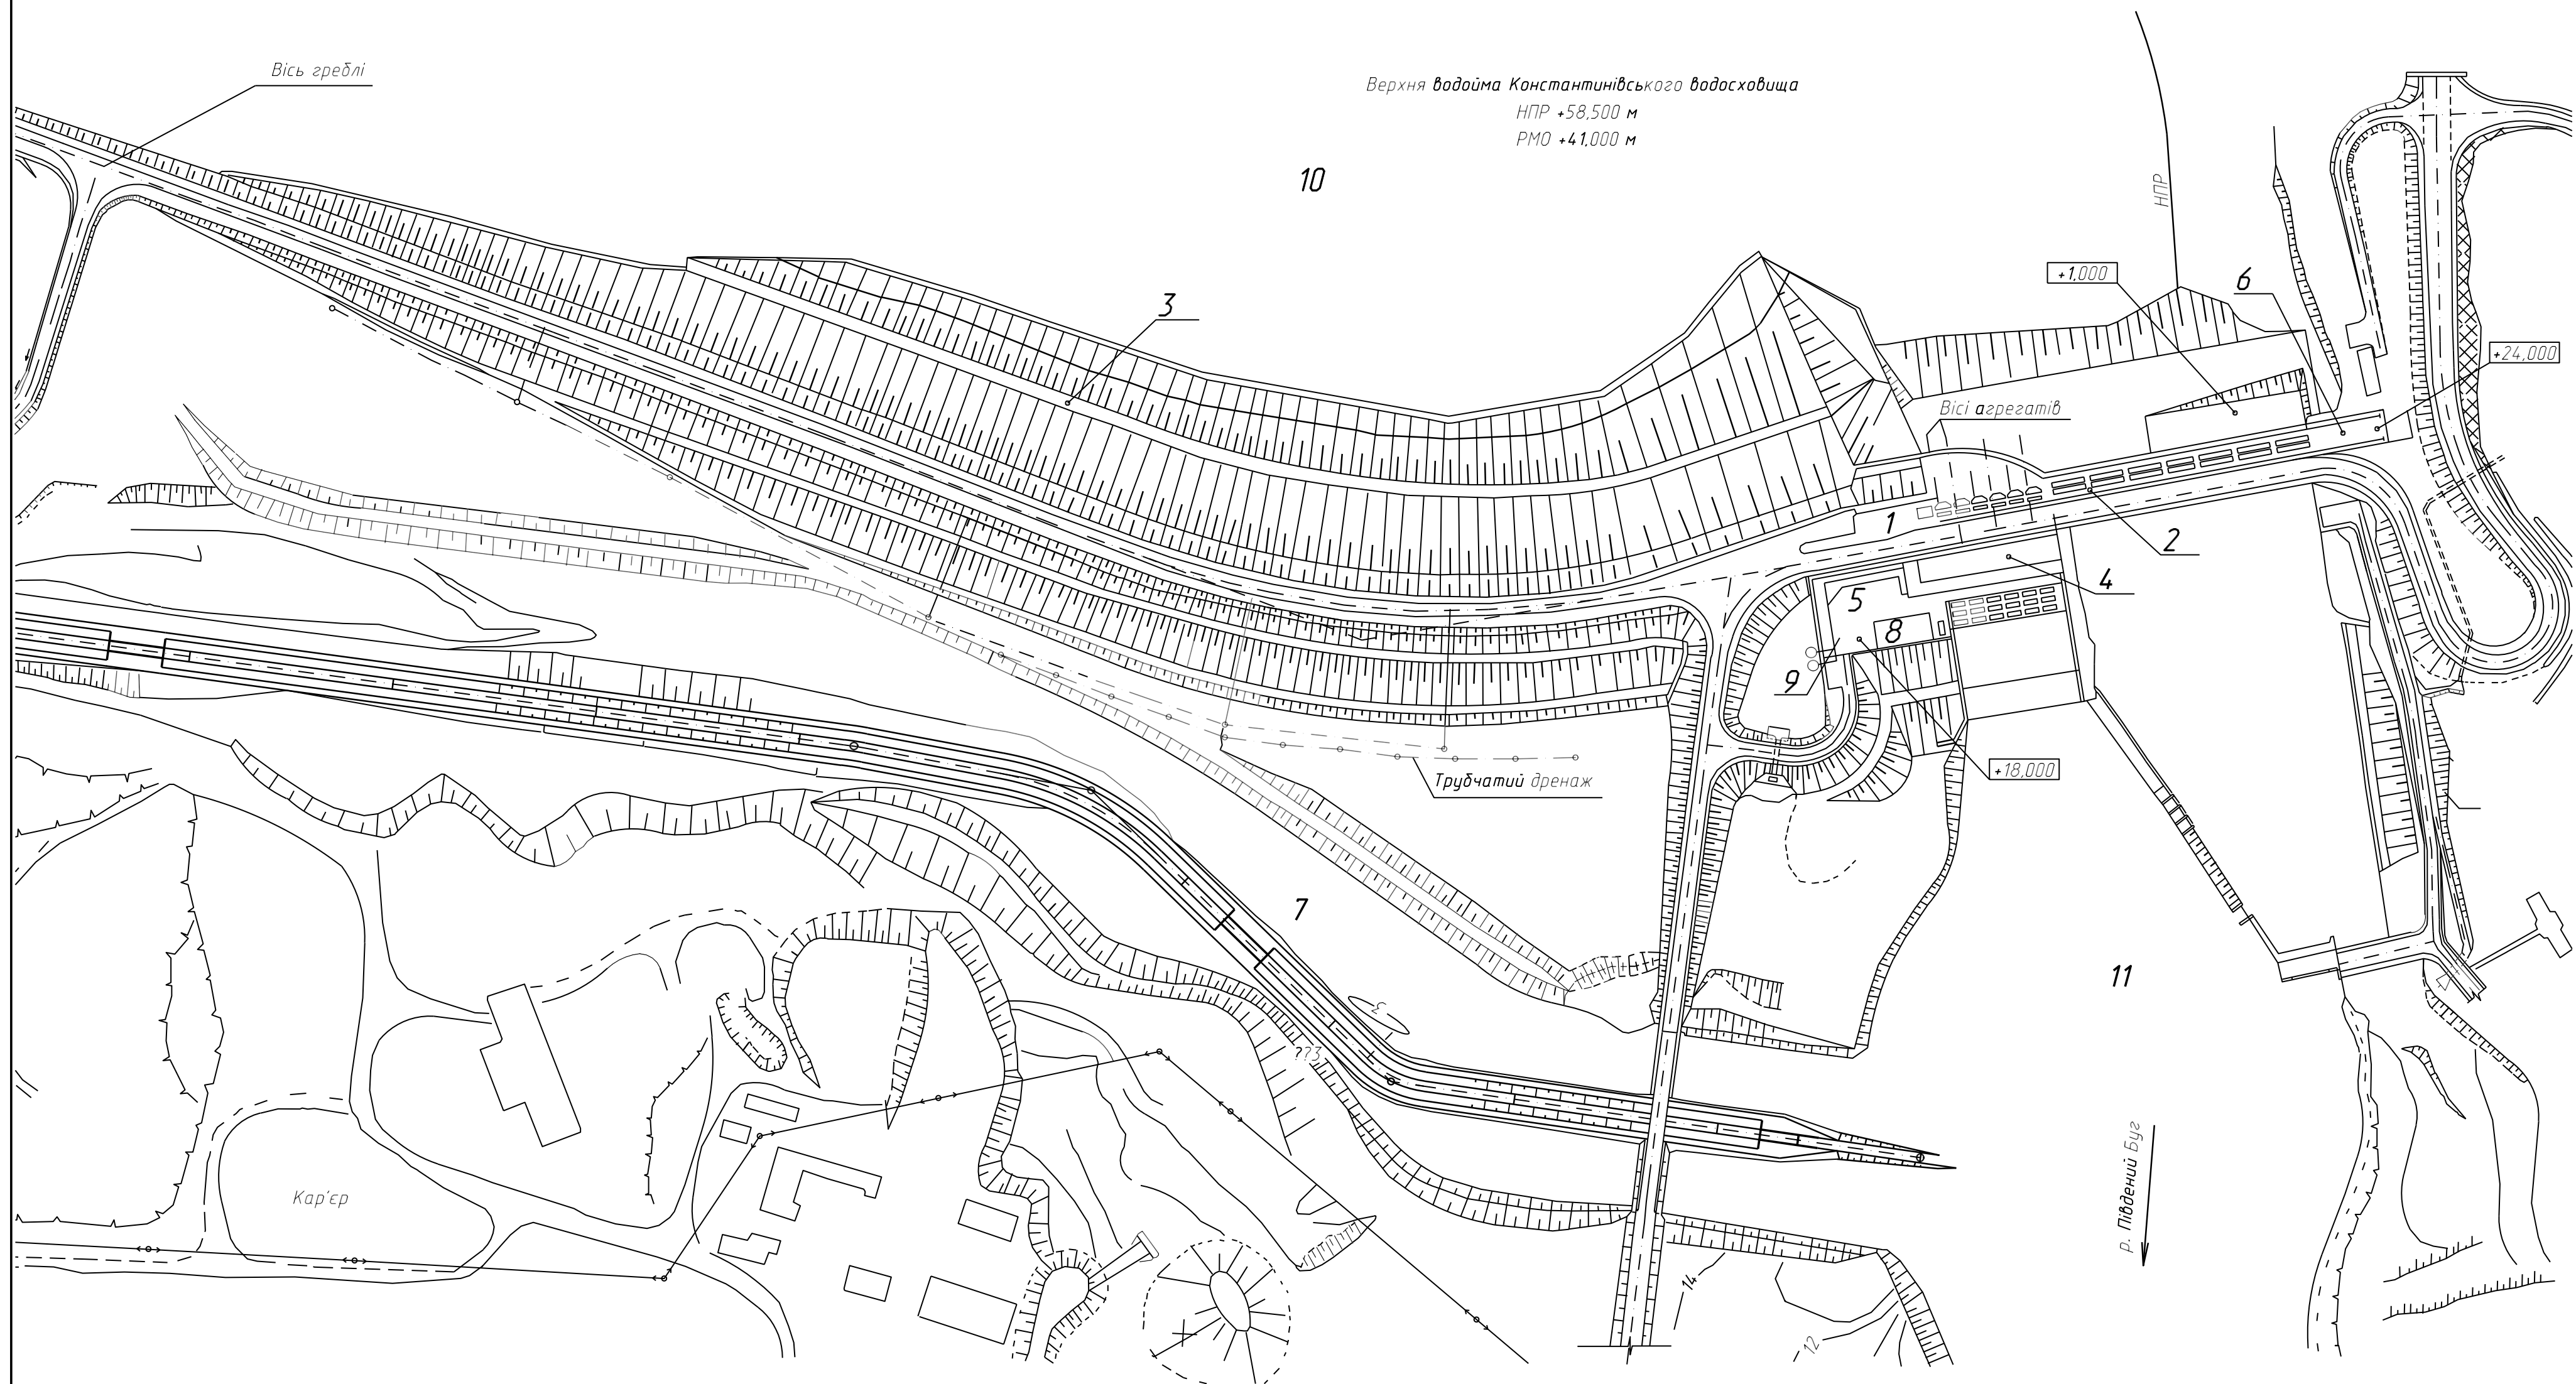 Вісь греблі
Верхня водойма Константинівського водосховища
НПР +58,500 м
РМО +41,000 м
10
НПР
+1,000
6
3
+24,000
Вісі агрегатів
1
2
4
5
8
9
+18,000
Трубчатий дренаж
7
11
??3
р. Південий Буг
Кар'єр
14
12